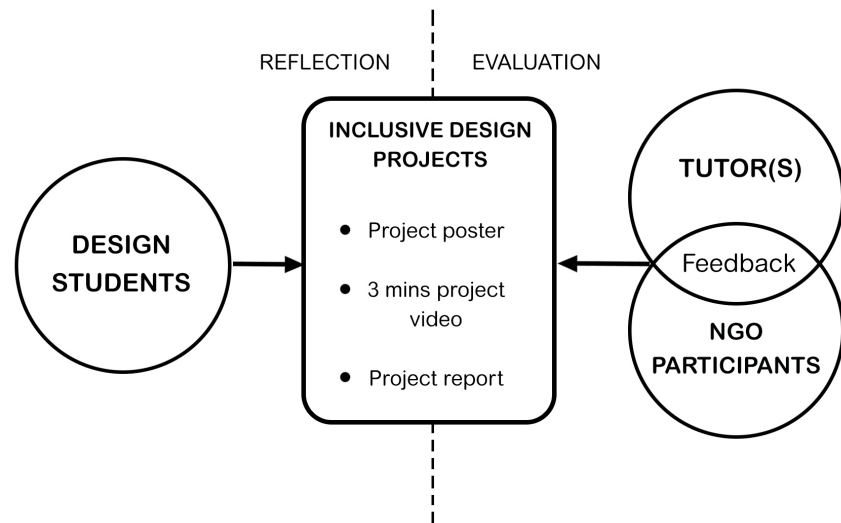 REFLECTION
EVALUATION
INCLUSIVE DESIGN
PROJECTS
• Project poster
• 3 mins project
video
• Project report
DESIGN
STUDENTS
TUTOR(S)
Feedback
NGO
PARTICIPANTS